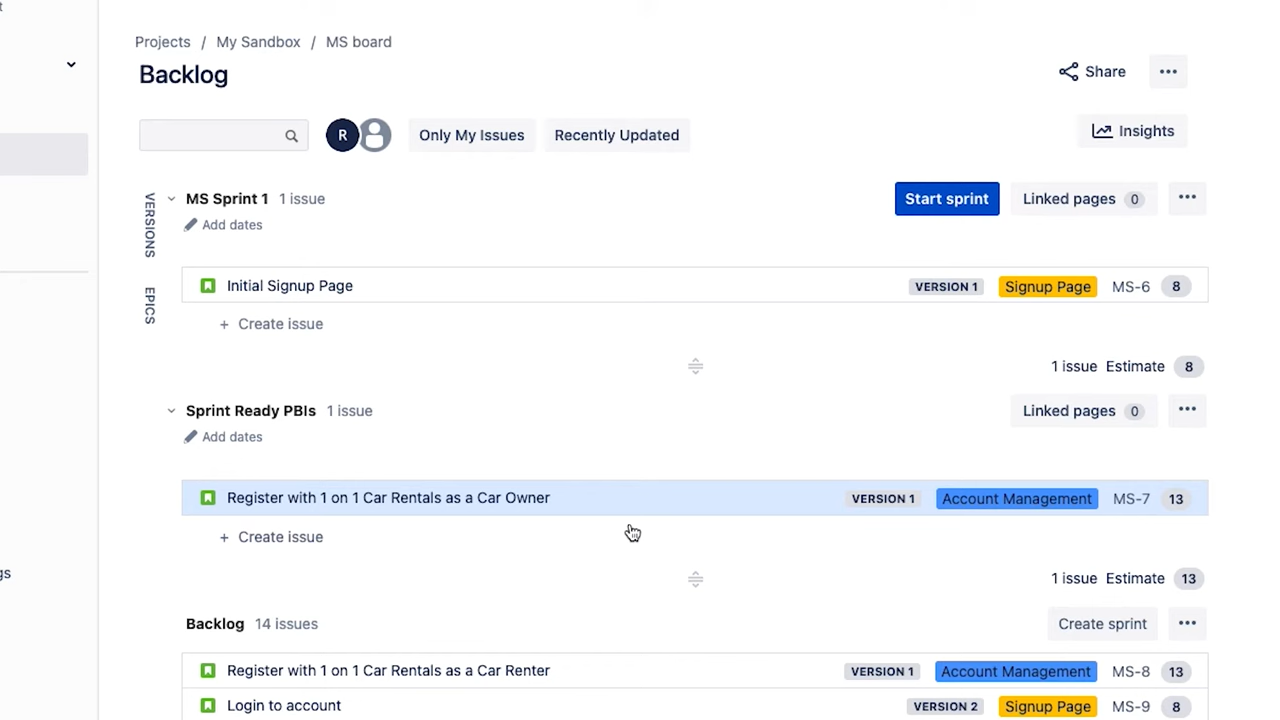 t
Projects / My Sandbox / MS board
Backlog
Share
R
Only My Issues
Recently Updated
Insights
VERSIONS
EPICS
MS Sprint 1 1 issue
Start sprint
Linked pages 0
Add dates
Initial Signup Page VERSION 1 Signup Page MS-6 8
+ Create issue
1 issue Estimate 8
Sprint Ready PBIs 1 issue
Linked pages 0
Add dates
Register with 1 on 1 Car Rentals as a Car Owner VERSION 1 Account Management MS-7 13
+ Create issue
gs
1 issue Estimate 13
Backlog 14 issues
Create sprint
Register with 1 on 1 Car Rentals as a Car Renter VERSION 1 Account Management MS-8 13
Login to account VERSION 2 Signup Page MS-9 8